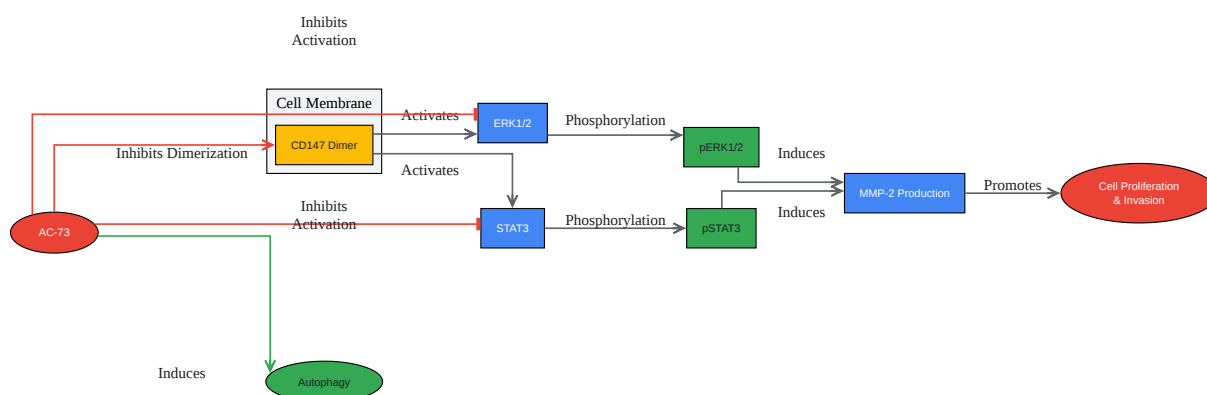 Inhibits
Activation
Cell Membrane
Activates
ERK1/2
Phosphorylation
CD147 Dimer
pERK1/2
Inhibits Dimerization
Induces
Activates
MMP-2 Production
Promotes
Cell Proliferation
& Invasion
Inhibits
Activation
AC-73
STAT3
Phosphorylation
pSTAT3
Induces
Induces
Autophagy